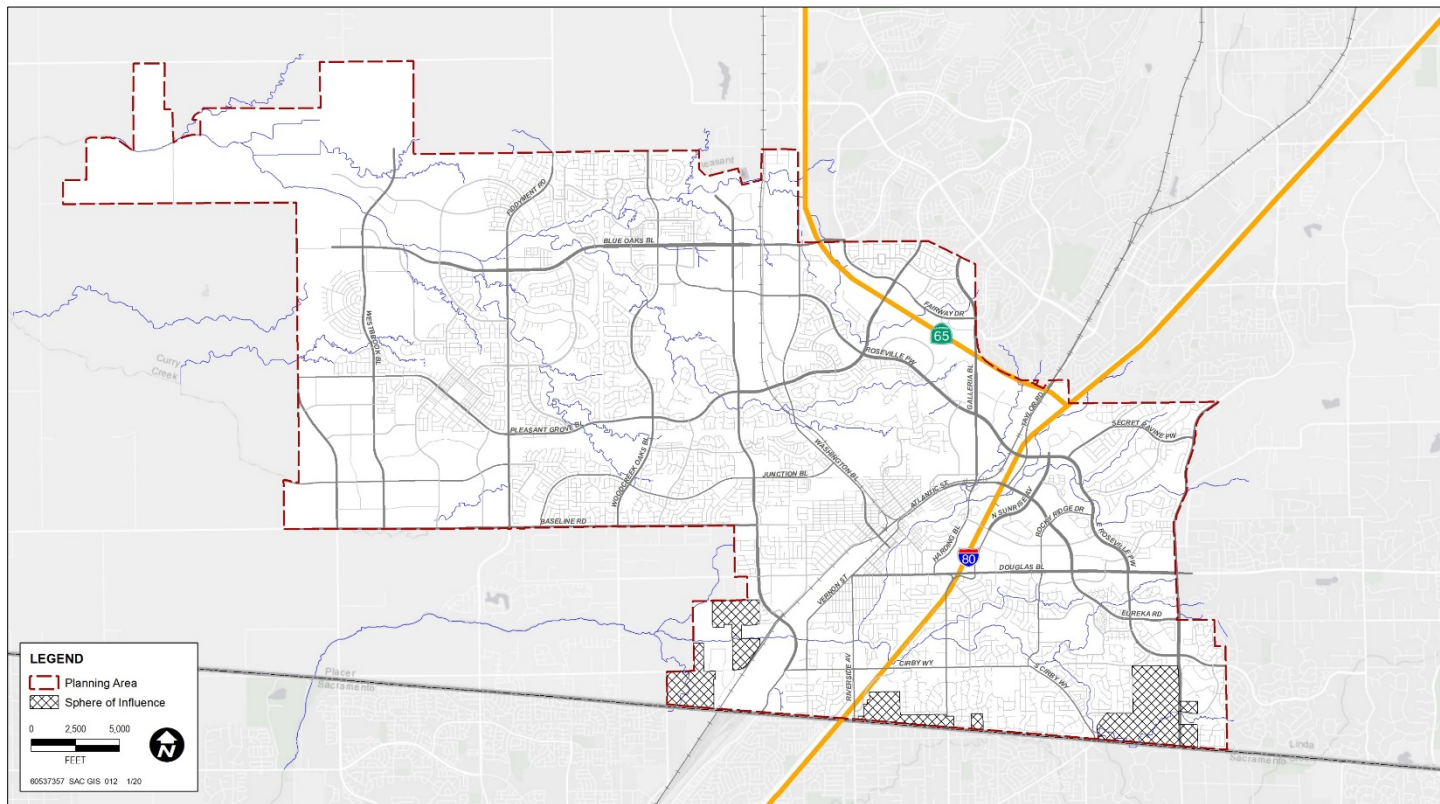 Pleasant
FIDDYMENT RD
BLUE OAKS BL
FAIRWAY DR
65
WESTBROOK BL
ROSEVILLE PW
Curry
Creek
GALLERIA BL
TAYLOR RD
PLEASANT GROVE BL
SECRET RAVINE PW
WOODCREEK OAKS BL
WASHINGTON BL
JUNCTION BL
ATLANTIC ST
N SUNRISE AV
ROCKY RIDGE DR
BASELINE RD
E ROSEVILLE PW
HARDING BL
80
DOUGLAS BL
VERNON ST
EUREKA RD
CIRBY WY
S CIRBY WY
RIVERSIDE AV
Placer
Sacramento
Linda
Sacramento
LEGEND
Planning Area
Sphere of Influence
0 2,500 5,000
FEET
N
60537357 SAC GIS 012 1/20